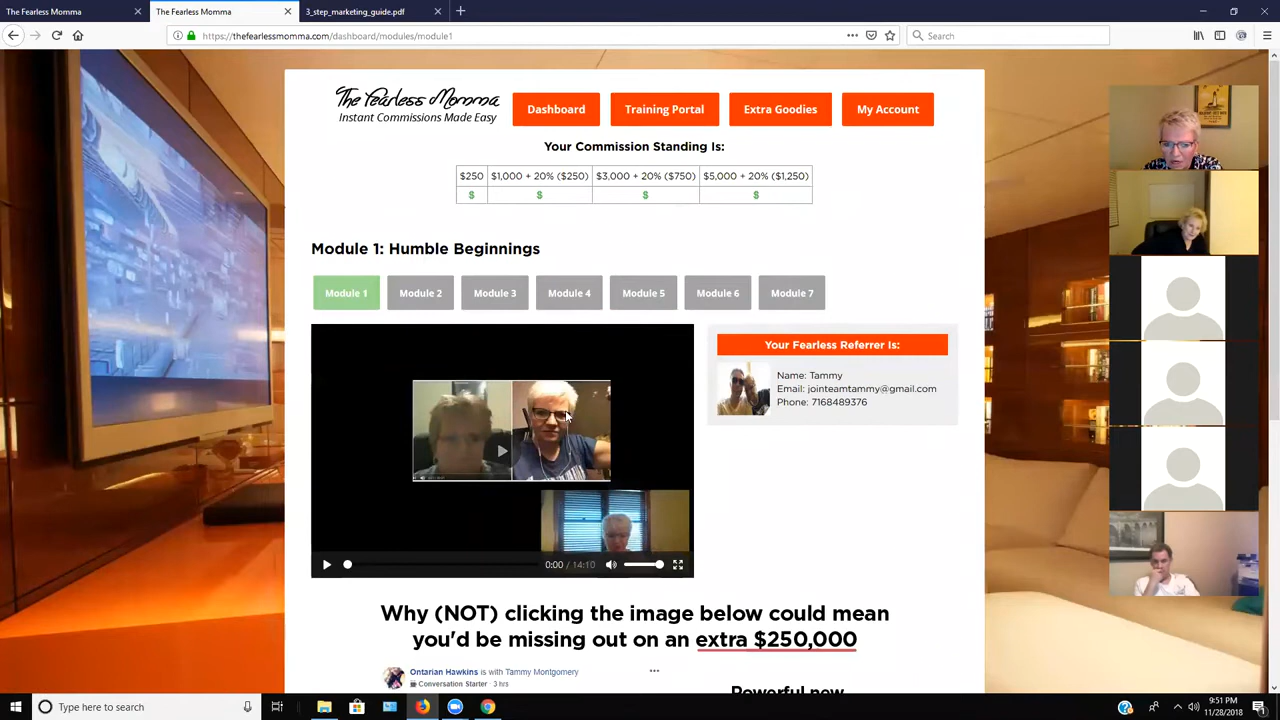 The Fearless Momma
The Fearless Momma
3_step_marketing_guide.pdf
https://thefearlessmomma.com/dashboard/modules/module1
Search
The Fearless Momma
Instant Commissions Made Easy
Dashboard
Training Portal
Extra Goodies
My Account
Your Commission Standing Is:
$250 $1,000 + 20% ($250) $3,000 + 20% ($750) $5,000 + 20% ($1,250)
$ $ $ $
Module 1: Humble Beginnings
Module 1 Module 2 Module 3 Module 4 Module 5 Module 6 Module 7
Your Fearless Referrer Is:
Name: Tammy
Email: jointeamtammy@gmail.com
Phone: 7168489376
0:00 / 14:10
Why (NOT) clicking the image below could mean
you'd be missing out on an extra $250,000
Ontarian Hawkins is with Tammy Montgomery
Conversation Starter 3 hrs
Powerful new
Type here to search
9:51 PM
11/28/2018